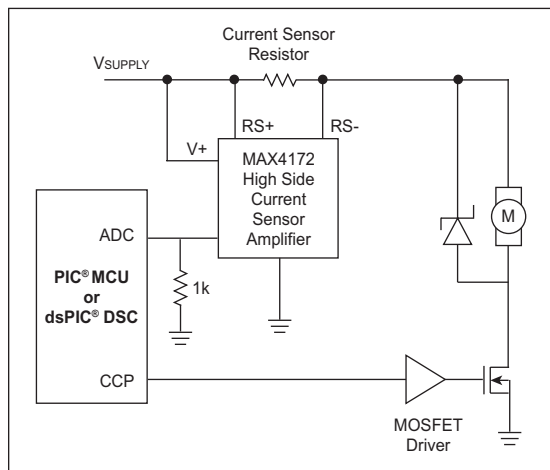 Current Sensor
Resistor
VSUPPLY
RS+
RS-
V+
MAX4172
High Side
Current
Sensor
Amplifier
M
ADC
PIC® MCU
or
dsPIC® DSC
1k
CCP
MOSFET
Driver